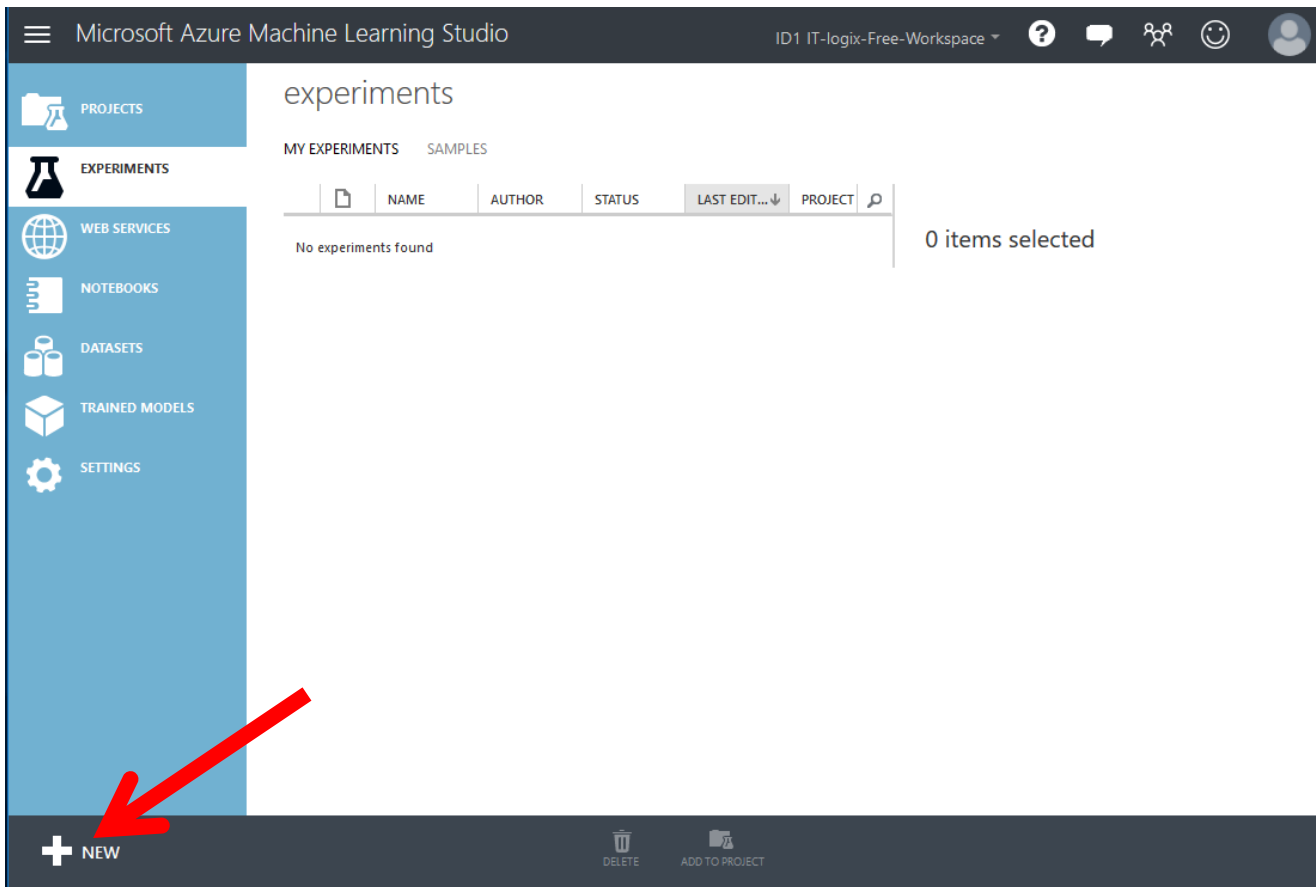 Microsoft Azure Machine Learning Studio
ID1 IT-logix-Free-Workspace
?
PROJECTS
EXPERIMENTS
WEB SERVICES
NOTEBOOKS
DATASETS
TRAINED MODELS
SETTINGS
experiments
MY EXPERIMENTS SAMPLES
NAME AUTHOR STATUS LAST EDIT... PROJECT
No experiments found
0 items selected
NEW
DELETE
ADD TO PROJECT